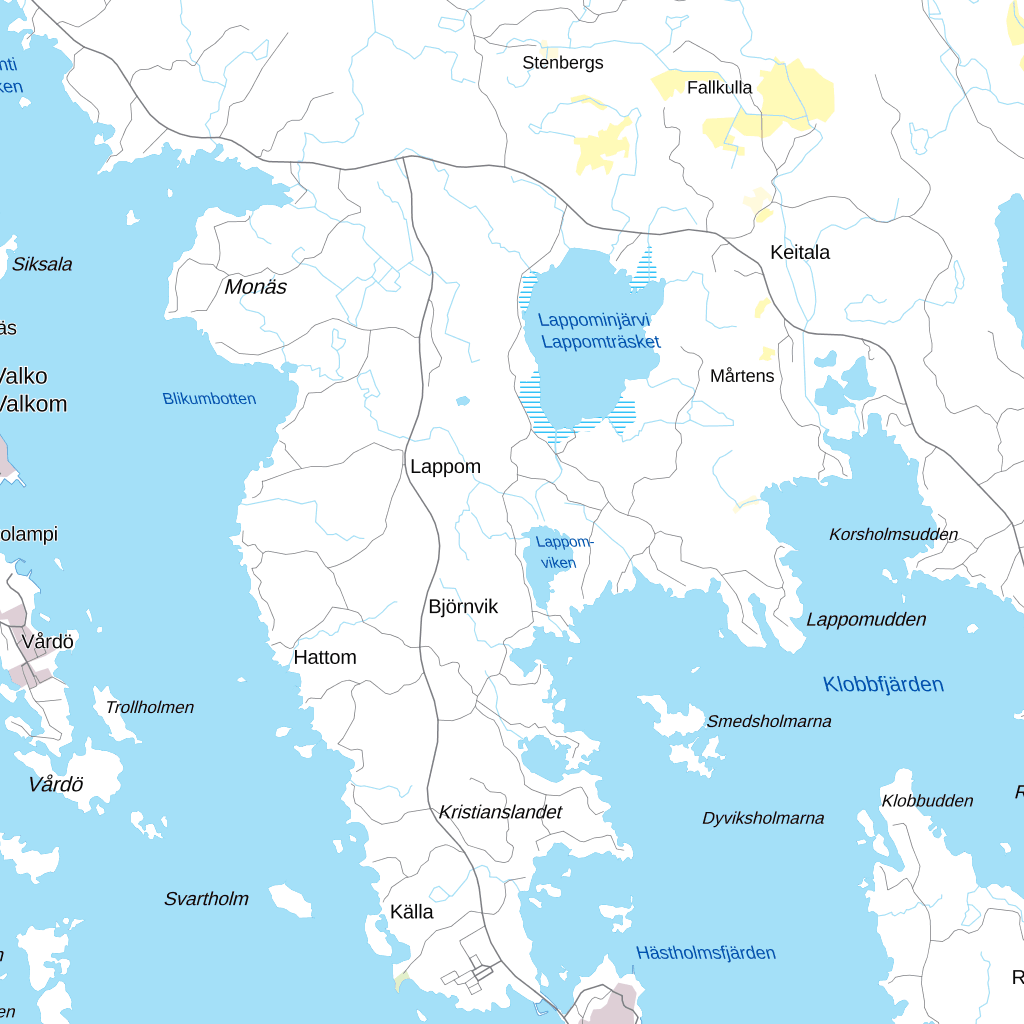 Stenbergs
Fallkulla
Keitala
Siksala
Monäs
Lappominjärvi
Lappomträsket
Valko
Valkom
Blikumbotten
Mårtens
Lappom
Lappom-
viken
Korsholmsudden
Björnvik
Lappomudden
Vårdö
Hattom
Klobbfjärden
Trollholmen
Smedsholmarna
Vårdö
Kristianslandet
Dyviksholmarna
Klobbudden
Svartholm
Källa
Hästholmsfjärden